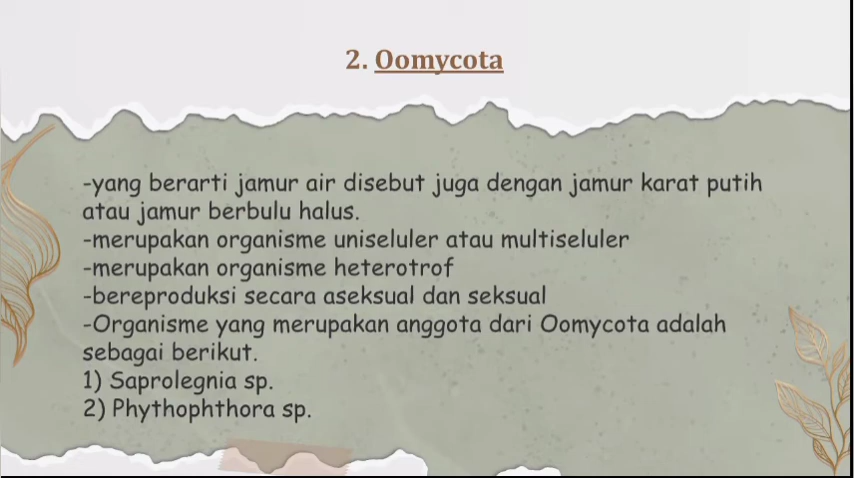 2. Oomycota
-yang berarti jamur air disebut juga dengan jamur karat putih
atau jamur berbulu halus.
-merupakan organisme uniseluler atau multiseluler
-merupakan organisme heterotrof
-bereproduksi secara aseksual dan seksual
-Organisme yang merupakan anggota dari Oomycota adalah
sebagai berikut.
1) Saprolegnia sp.
2) Phythophthora sp.